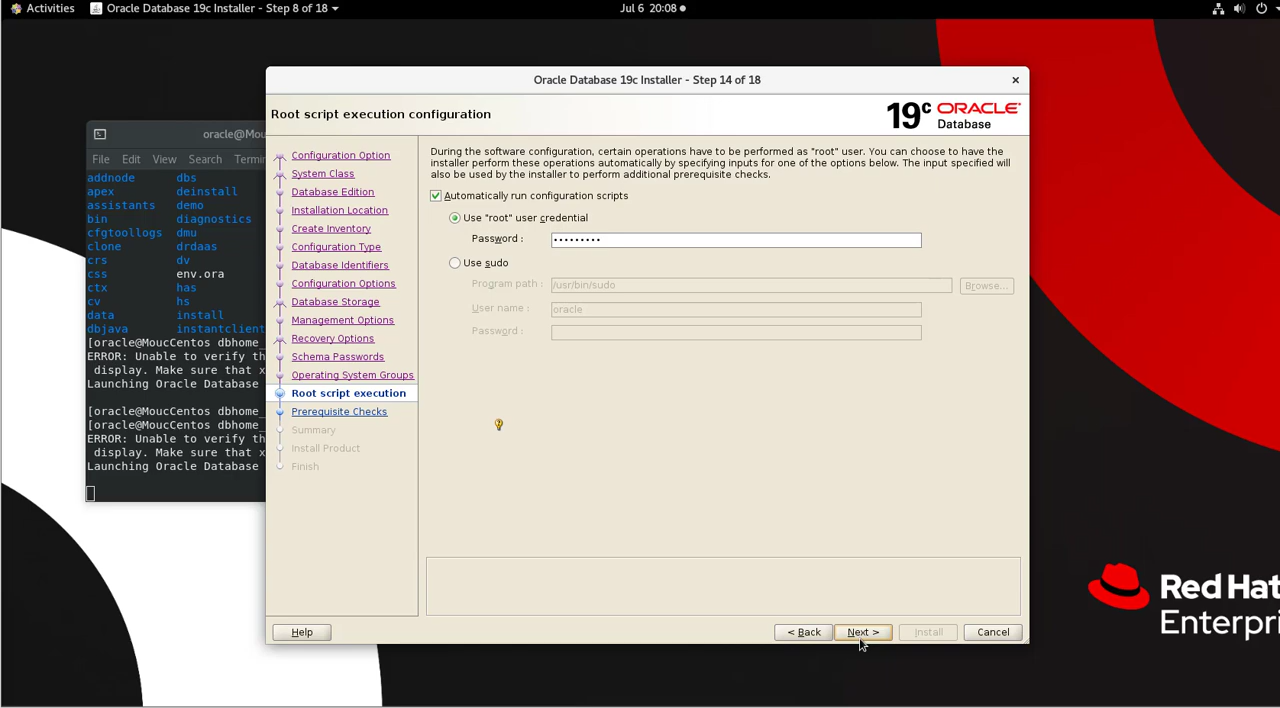 Activities Oracle Database 19c Installer - Step 8 of 18 Jul 6 20:08
Oracle Database 19c Installer - Step 14 of 18
Root script execution configuration
19c ORACLE
Database
oracle@Mou
File Edit View Search Termin
addnode dbs
apex deinstall
assistants demo
bin diagnostics
cfgtoollogs dmu
clone drdaas
crs dv
css env.ora
ctx has
cv hs
data install
dbjava instantclient
[oracle@MoucCentos dbhome_
ERROR: Unable to verify th
display. Make sure that x
Launching Oracle Database
[oracle@MoucCentos dbhome_
[oracle@MoucCentos dbhome_
ERROR: Unable to verify th
display. Make sure that x
Launching Oracle Database
Configuration Option
System Class
Database Edition
Installation Location
Create Inventory
Configuration Type
Database Identifiers
Configuration Options
Database Storage
Management Options
Recovery Options
Schema Passwords
Operating System Groups
Root script execution
Prerequisite Checks
Summary
Install Product
Finish
During the software configuration, certain operations have to be performed as "root" user. You can choose to have the
installer perform these operations automatically by specifying inputs for one of the options below. The input specified will
also be used by the installer to perform additional prerequisite checks.
Automatically run configuration scripts
Use "root" user credential
Password : •••••••••
Use sudo
Program path : /usr/bin/sudo Browse...
User name : oracle
Password :
Help < Back Next > Install Cancel
Red Hat
Enterpri